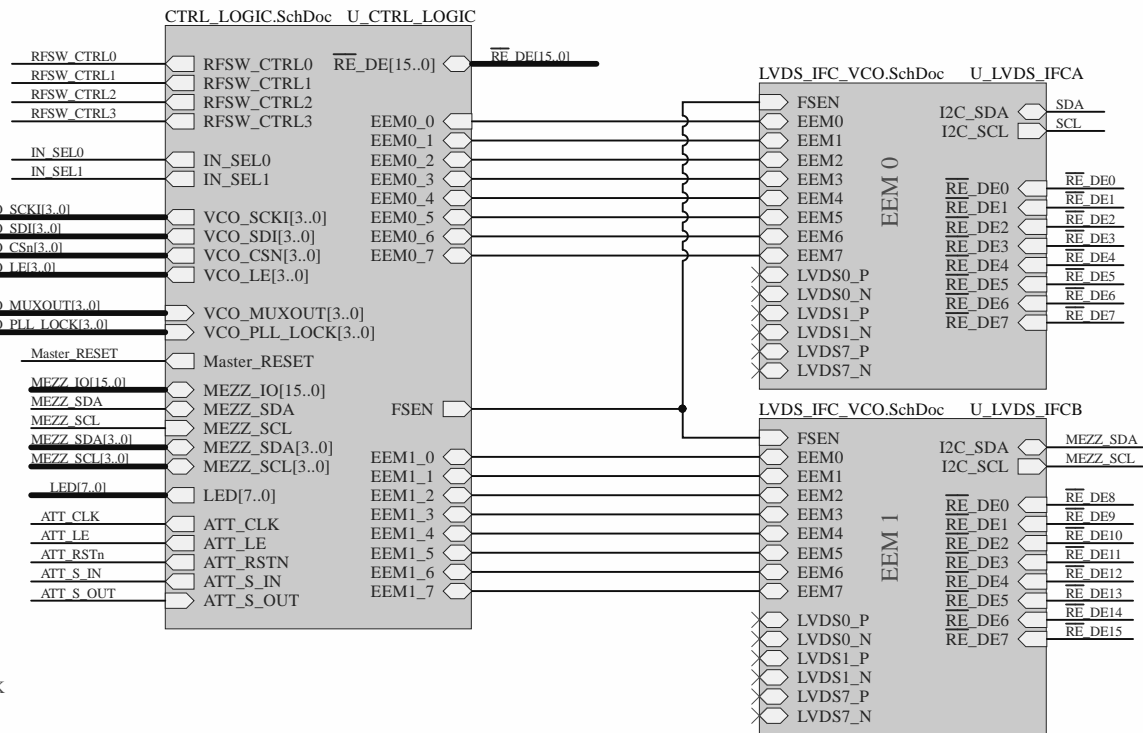 CTRL_LOGIC.SchDoc U_CTRL_LOGIC
RFSW_CTRL0
RFSW_CTRL1
RFSW_CTRL2
RFSW_CTRL3
IN_SEL0
IN_SEL1
O_SCKI[3..0]
O_SDI[3..0]
O_CSn[3..0]
O_LE[3..0]
O_MUXOUT[3..0]
O_PLL_LOCK[3..0]
Master_RESET
MEZZ_IO[15..0]
MEZZ_SDA
MEZZ_SCL
MEZZ_SDA[3..0]
MEZZ_SCL[3..0]
LED[7..0]
ATT_CLK
ATT_LE
ATT_RSTn
ATT_S_IN
ATT_S_OUT
K
RFSW_CTRL0
RFSW_CTRL1
RFSW_CTRL2
RFSW_CTRL3
IN_SEL0
IN_SEL1
VCO_SCKI[3..0]
VCO_SDI[3..0]
VCO_CSN[3..0]
VCO_LE[3..0]
VCO_MUXOUT[3..0]
VCO_PLL_LOCK[3..0]
Master_RESET
MEZZ_IO[15..0]
MEZZ_SDA
MEZZ_SCL
MEZZ_SDA[3..0]
MEZZ_SCL[3..0]
LED[7..0]
ATT_CLK
ATT_LE
ATT_RSTN
ATT_S_IN
ATT_S_OUT
RE_DE[15..0]
EEM0_0
EEM0_1
EEM0_2
EEM0_3
EEM0_4
EEM0_5
EEM0_6
EEM0_7
FSEN
EEM1_0
EEM1_1
EEM1_2
EEM1_3
EEM1_4
EEM1_5
EEM1_6
EEM1_7
RE_DE[15..0]
LVDS_IFC_VCO.SchDoc U_LVDS_IFCA
FSEN
EEM0
EEM1
EEM2
EEM3
EEM4
EEM5
EEM6
EEM7
LVDS0_P
LVDS0_N
LVDS1_P
LVDS1_N
LVDS7_P
LVDS7_N
EEM 0
I2C_SDA
I2C_SCL
RE_DE0
RE_DE1
RE_DE2
RE_DE3
RE_DE4
RE_DE5
RE_DE6
RE_DE7
SDA
SCL
RE_DE0
RE_DE1
RE_DE2
RE_DE3
RE_DE4
RE_DE5
RE_DE6
RE_DE7
LVDS_IFC_VCO.SchDoc U_LVDS_IFCB
FSEN
EEM0
EEM1
EEM2
EEM3
EEM4
EEM5
EEM6
EEM7
LVDS0_P
LVDS0_N
LVDS1_P
LVDS1_N
LVDS7_P
LVDS7_N
EEM 1
I2C_SDA
I2C_SCL
RE_DE0
RE_DE1
RE_DE2
RE_DE3
RE_DE4
RE_DE5
RE_DE6
RE_DE7
MEZZ_SDA
MEZZ_SCL
RE_DE8
RE_DE9
RE_DE10
RE_DE11
RE_DE12
RE_DE13
RE_DE14
RE_DE15